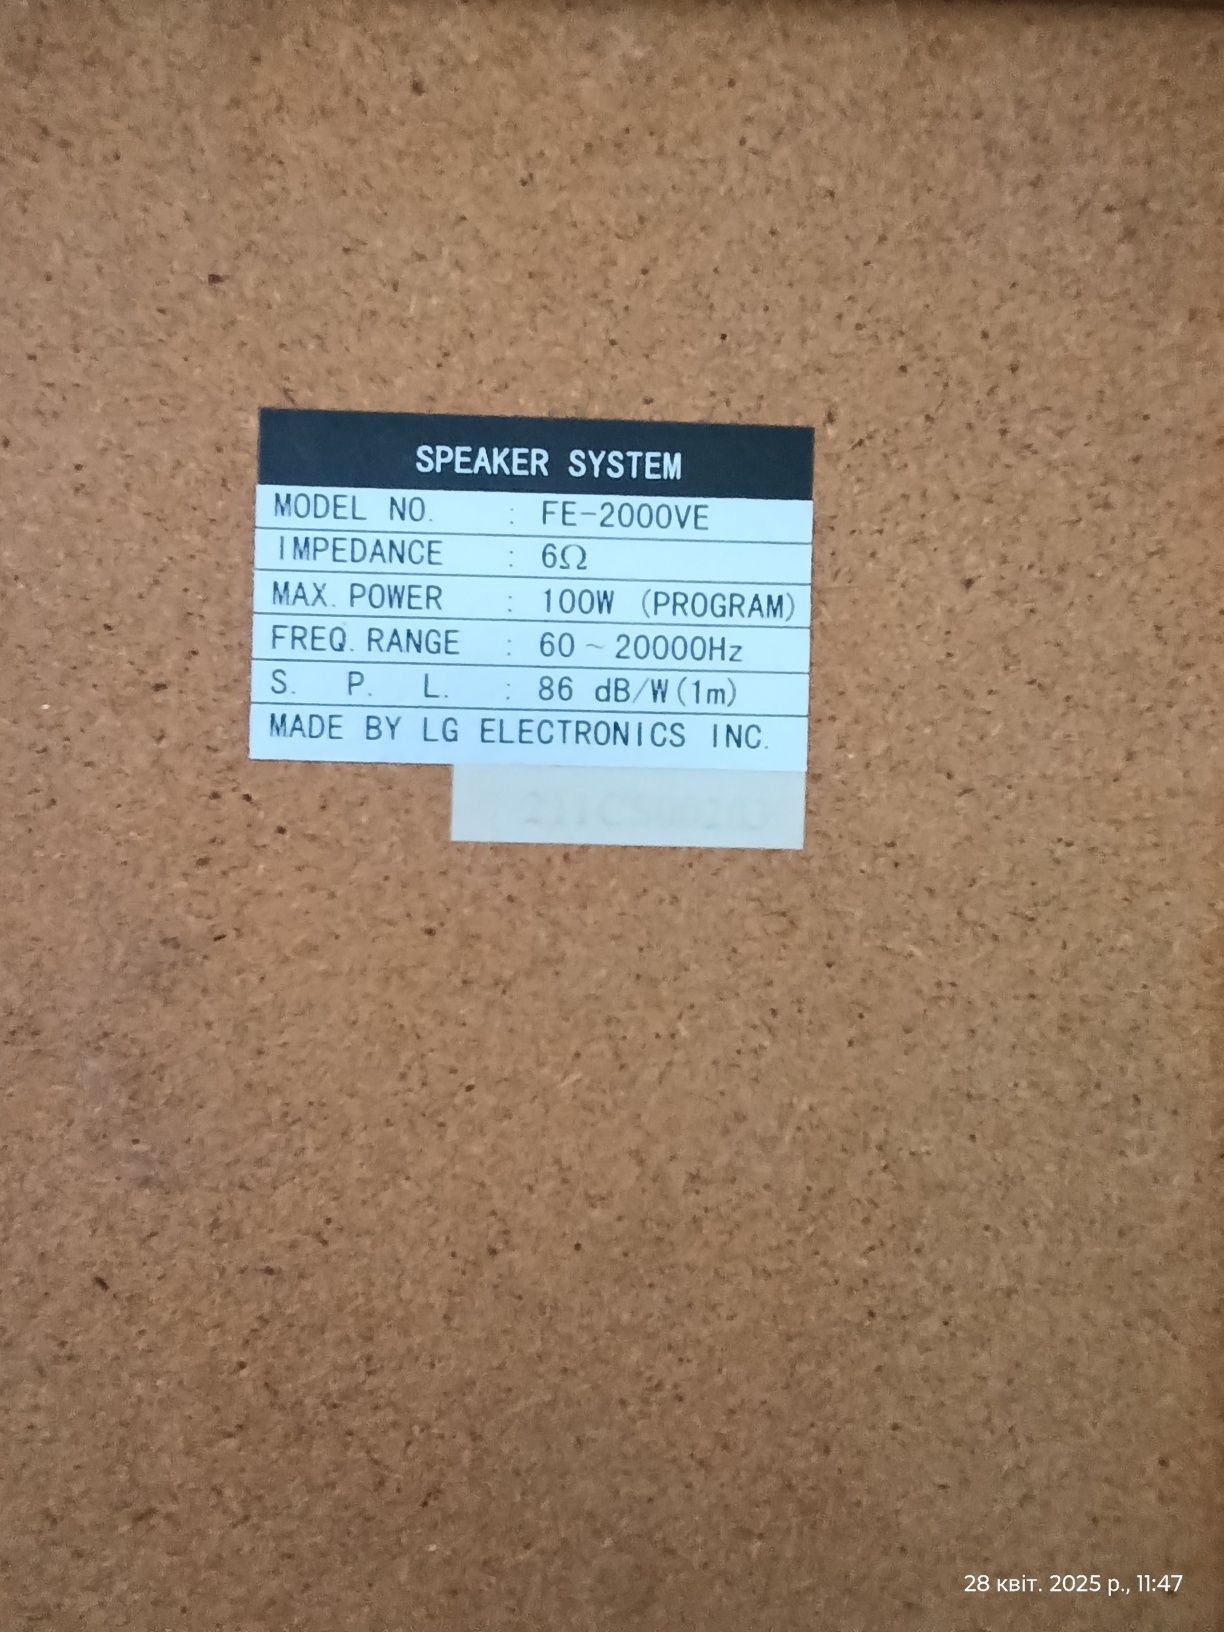 SPEAKER SYSTEM
MODEL NO. : FE-2000VE
IMPEDANCE : 6Ω
MAX. POWER : 100W (PROGRAM)
FREQ. RANGE : 60 ~ 20000Hz
S. P. L. : 86 dB/W(1m)
MADE BY LG ELECTRONICS INC.
28 квіт. 2025 р., 11:47